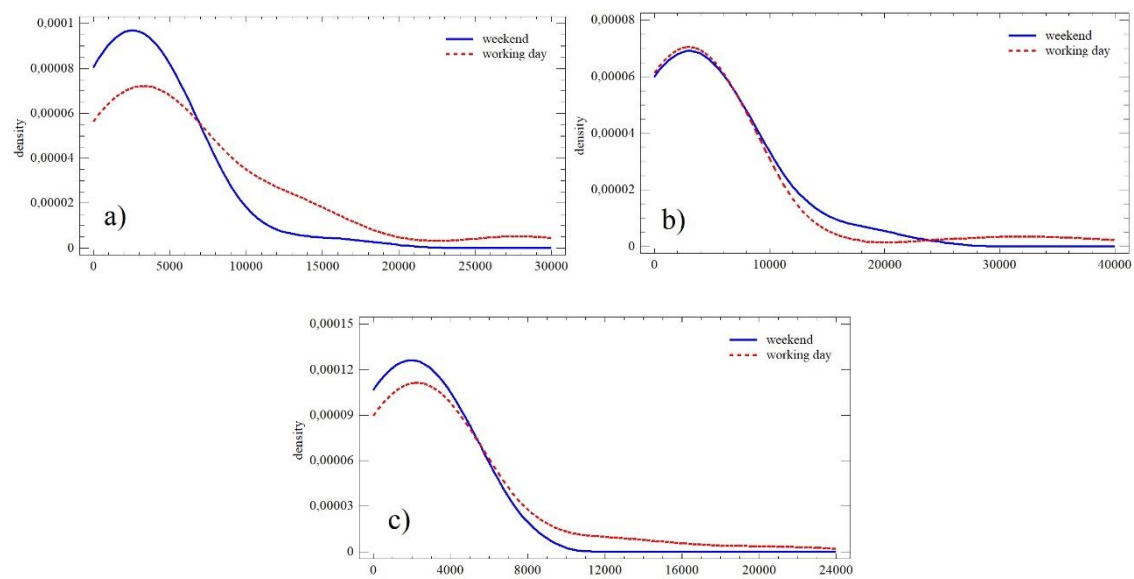 0,0001
0,00008
0,00006
0,00004
0,00002
0
density
weekend
working day
a)
0 5000 10000 15000 20000 25000 30000
0,00008
0,00006
0,00004
0,00002
0
density
weekend
working day
b)
0 10000 20000 30000 40000
0,00015
0,00012
0,00009
0,00006
0,00003
0
density
weekend
working day
c)
0 4000 8000 12000 16000 20000 24000